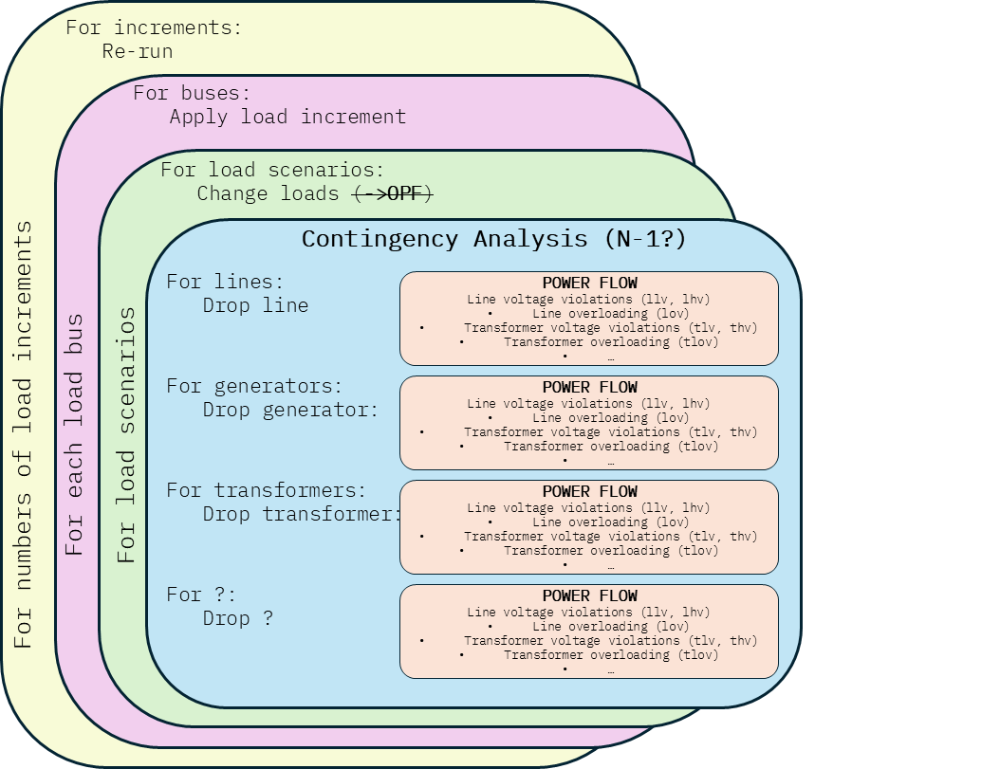 For increments:
Re-run
For buses:
Apply load increment
For load scenarios:
Change loads (->OPF)
Contingency Analysis (N-1?)
For lines:
Drop line
POWER FLOW
Line voltage violations (llv, lhv)
• Line overloading (lov)
• Transformer voltage violations (tlv, thv)
• Transformer overloading (tlov)
• …
For generators:
Drop generator:
POWER FLOW
Line voltage violations (llv, lhv)
• Line overloading (lov)
• Transformer voltage violations (tlv, thv)
• Transformer overloading (tlov)
• …
For transformers:
Drop transformer:
POWER FLOW
Line voltage violations (llv, lhv)
• Line overloading (lov)
• Transformer voltage violations (tlv, thv)
• Transformer overloading (tlov)
• …
For ?:
Drop ?
POWER FLOW
Line voltage violations (llv, lhv)
• Line overloading (lov)
• Transformer voltage violations (tlv, thv)
• Transformer overloading (tlov)
• …
For numbers of load increments
For each load bus
For load scenarios